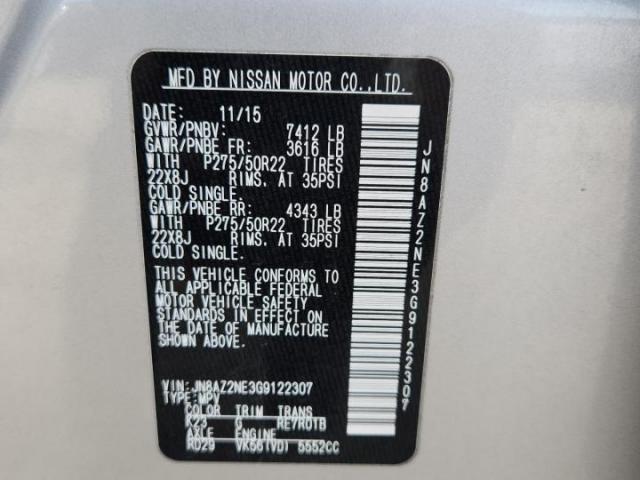 MFD BY NISSAN MOTOR CO.,LTD.
DATE: 11/15
GVWR/PNBV: 7412 LB
GAWR/PNBE FR: 3616 LB
WITH P275/50R22 TIRES
22X8J RIMS. AT 35PSI
COLD SINGLE.
GAWR/PNBE RR: 4343 LB
WITH P275/50R22 TIRES
22X8J RIMS. AT 35PSI
COLD SINGLE.
THIS VEHICLE CONFORMS TO
ALL APPLICABLE FEDERAL
MOTOR VEHICLE SAFETY
STANDARDS IN EFFECT ON
THE DATE OF MANUFACTURE
SHOWN ABOVE.
VIN:JN8AZ2NE3G9122307
TYPE:MPV
COLOR TRIM TRANS
K23 G RE7R01B
AXLE ENGINE
RD29 VK56(VD) 5552CC
JN8AZ2NE3G9122307